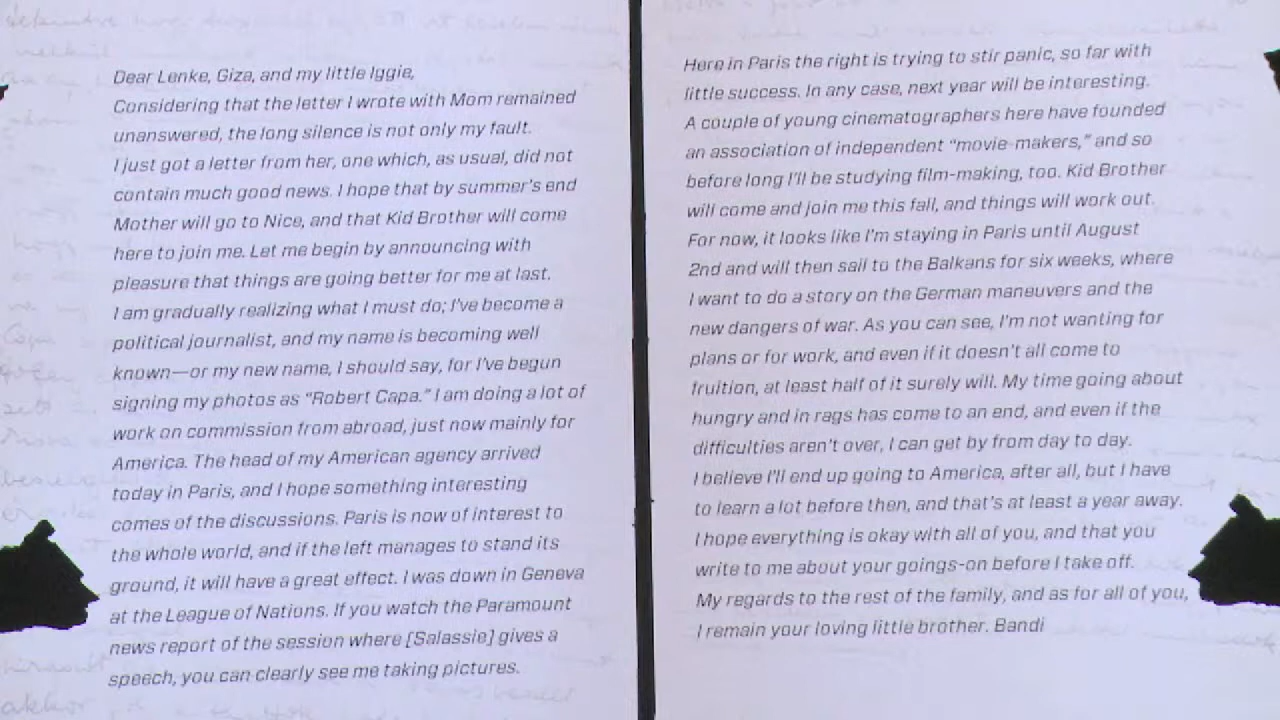 Dear Lenke, Giza, and my little Iggie,
Considering that the letter I wrote with Mom remained
unanswered, the long silence is not only my fault.
I just got a letter from her, one which, as usual, did not
contain much good news. I hope that by summer's end
Mother will go to Nice, and that Kid Brother will come
here to join me. Let me begin by announcing with
pleasure that things are going better for me at last.
I am gradually realizing what I must do; I've become a
political journalist, and my name is becoming well
known—or my new name, I should say, for I've begun
signing my photos as "Robert Capa." I am doing a lot of
work on commission from abroad, just now mainly for
America. The head of my American agency arrived
today in Paris, and I hope something interesting
comes of the discussions. Paris is now of interest to
the whole world, and if the left manages to stand its
ground, it will have a great effect. I was down in Geneva
at the League of Nations. If you watch the Paramount
news report of the session where [Salassie] gives a
speech, you can clearly see me taking pictures.
Here in Paris the right is trying to stir panic, so far with
little success. In any case, next year will be interesting.
A couple of young cinematographers here have founded
an association of independent "movie-makers," and so
before long I'll be studying film-making, too. Kid Brother
will come and join me this fall, and things will work out.
For now, it looks like I'm staying in Paris until August
2nd and will then sail to the Balkans for six weeks, where
I want to do a story on the German maneuvers and the
new dangers of war. As you can see, I'm not wanting for
plans or for work, and even if it doesn't all come to
fruition, at least half of it surely will. My time going about
hungry and in rags has come to an end, and even if the
difficulties aren't over, I can get by from day to day.
I believe I'll end up going to America, after all, but I have
to learn a lot before then, and that's at least a year away.
I hope everything is okay with all of you, and that you
write to me about your goings-on before I take off.
My regards to the rest of the family, and as for all of you,
I remain your loving little brother. Bandi